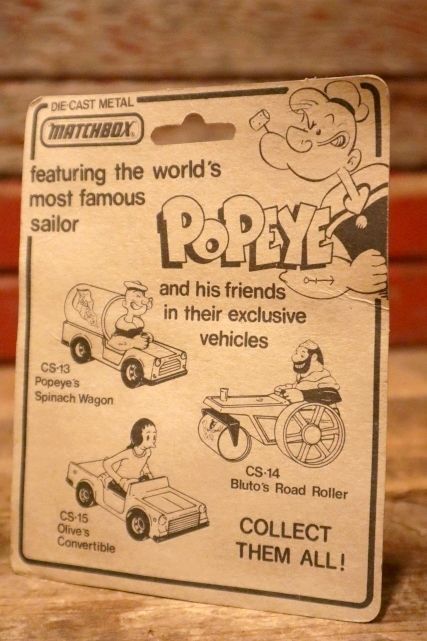 DIE-CAST METAL
MATCHBOX
featuring the world's
most famous
sailor
POPEYE
and his friends
in their exclusive
vehicles
CS-13
Popeye's
Spinach Wagon
CS-14
Bluto's Road Roller
CS-15
Olive's
Convertible
COLLECT
THEM ALL!